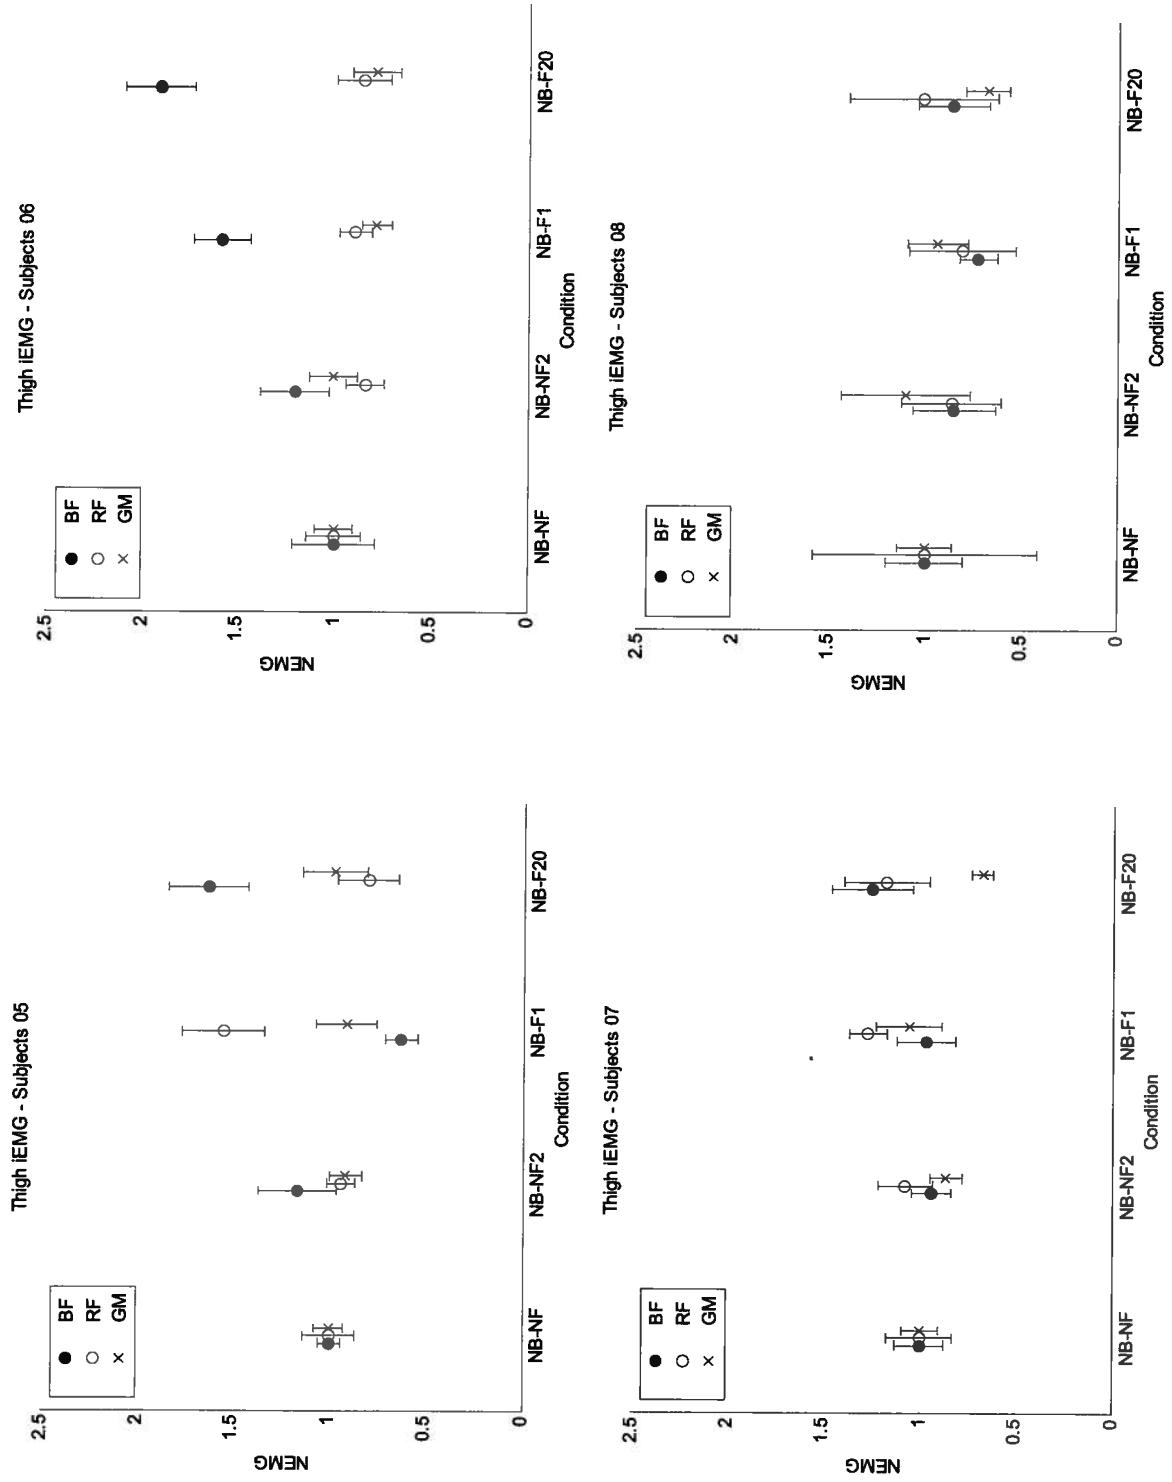 Thigh iEMG - Subjects 05
BF
RF
GM
2.5
2
1.5
1
0.5
0
NEMG
NB-NF
NB-NF2
NB-F1
NB-F20
Condition
Thigh iEMG - Subjects 06
BF
RF
GM
2.5
2
1.5
1
0.5
0
NEMG
NB-NF
NB-NF2
NB-F1
NB-F20
Condition
Thigh iEMG - Subjects 07
BF
RF
GM
2.5
2
1.5
1
0.5
0
NEMG
NB-NF
NB-NF2
NB-F1
NB-F20
Condition
Thigh iEMG - Subjects 08
BF
RF
GM
2.5
2
1.5
1
0.5
0
NEMG
NB-NF
NB-NF2
NB-F1
NB-F20
Condition